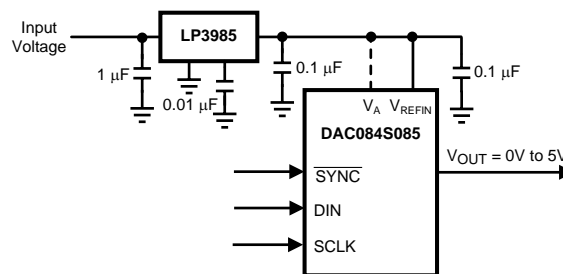 Input
Voltage
LP3985
1 μF
0.01 μF
0.1 μF
0.1 μF
VA VREFIN
DAC084S085
SYNC
DIN
SCLK
VOUT = 0V to 5V